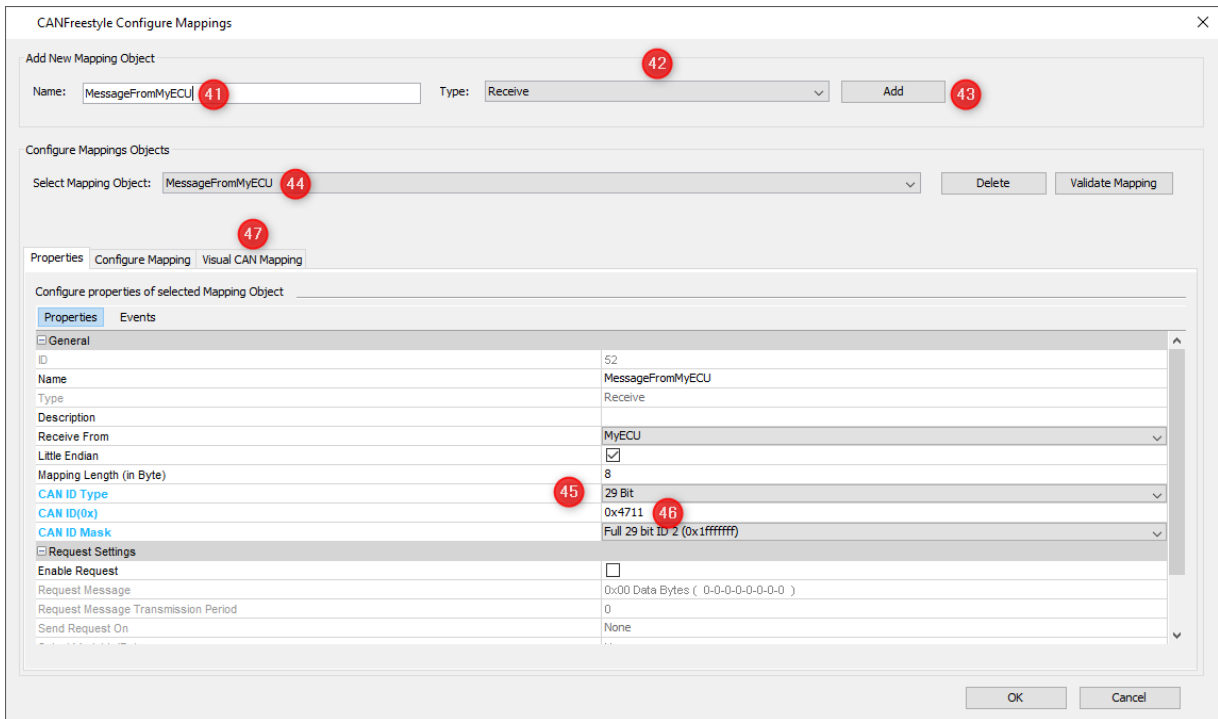 CANFreestyle Configure Mappings
Add New Mapping Object
42
Name: MessageFromMyECU 41 Type: Receive Add 43
Configure Mappings Objects
Select Mapping Object: MessageFromMyECU 44 Delete Validate Mapping
47
Properties Configure Mapping Visual CAN Mapping
Configure properties of selected Mapping Object
Properties Events
General
ID 52
Name MessageFromMyECU
Type Receive
Description
Receive From MyECU
Little Endian
Mapping Length (in Byte) 8
CAN ID Type 45 29 Bit
CAN ID(0x) 0x4711 46
CAN ID Mask Full 29 bit ID 2 (0x1fffffff)
Request Settings
Enable Request
Request Message 0x00 Data Bytes ( 0-0-0-0-0-0-0-0 )
Request Message Transmission Period 0
Send Request On None
OK Cancel